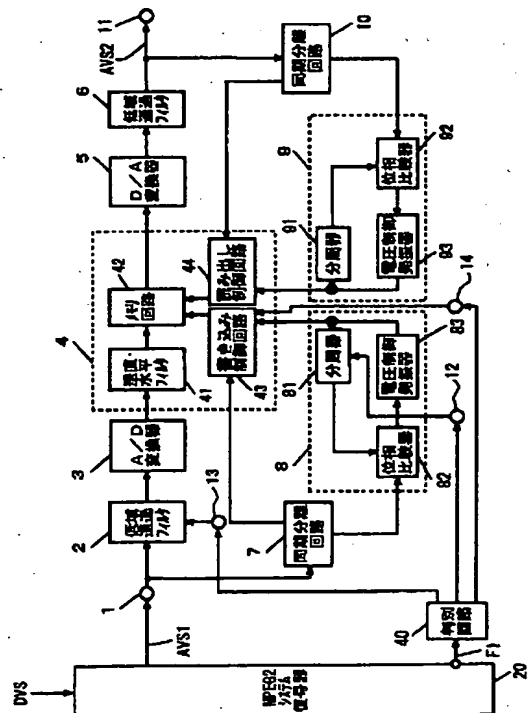 DVS
MPEG2
システム
復号器
20
AVS1
F1
判別
回路
40
1
低域
通過
フィルタ
2
13
A/D
変換器
3
4
垂直・
水平
フィルタ
41
メモリ
回路
42
書き込み
制御回路
43
読み出し
制御回路
44
D/A
変換器
5
低域
通過
フィルタ
6
AVS2
11
同期分離
回路
7
8
分周器
81
位相
比較器
82
電圧制御
発振器
83
12
14
9
分周器
91
位相
比較器
92
電圧制御
発振器
93
同期分離
回路
10